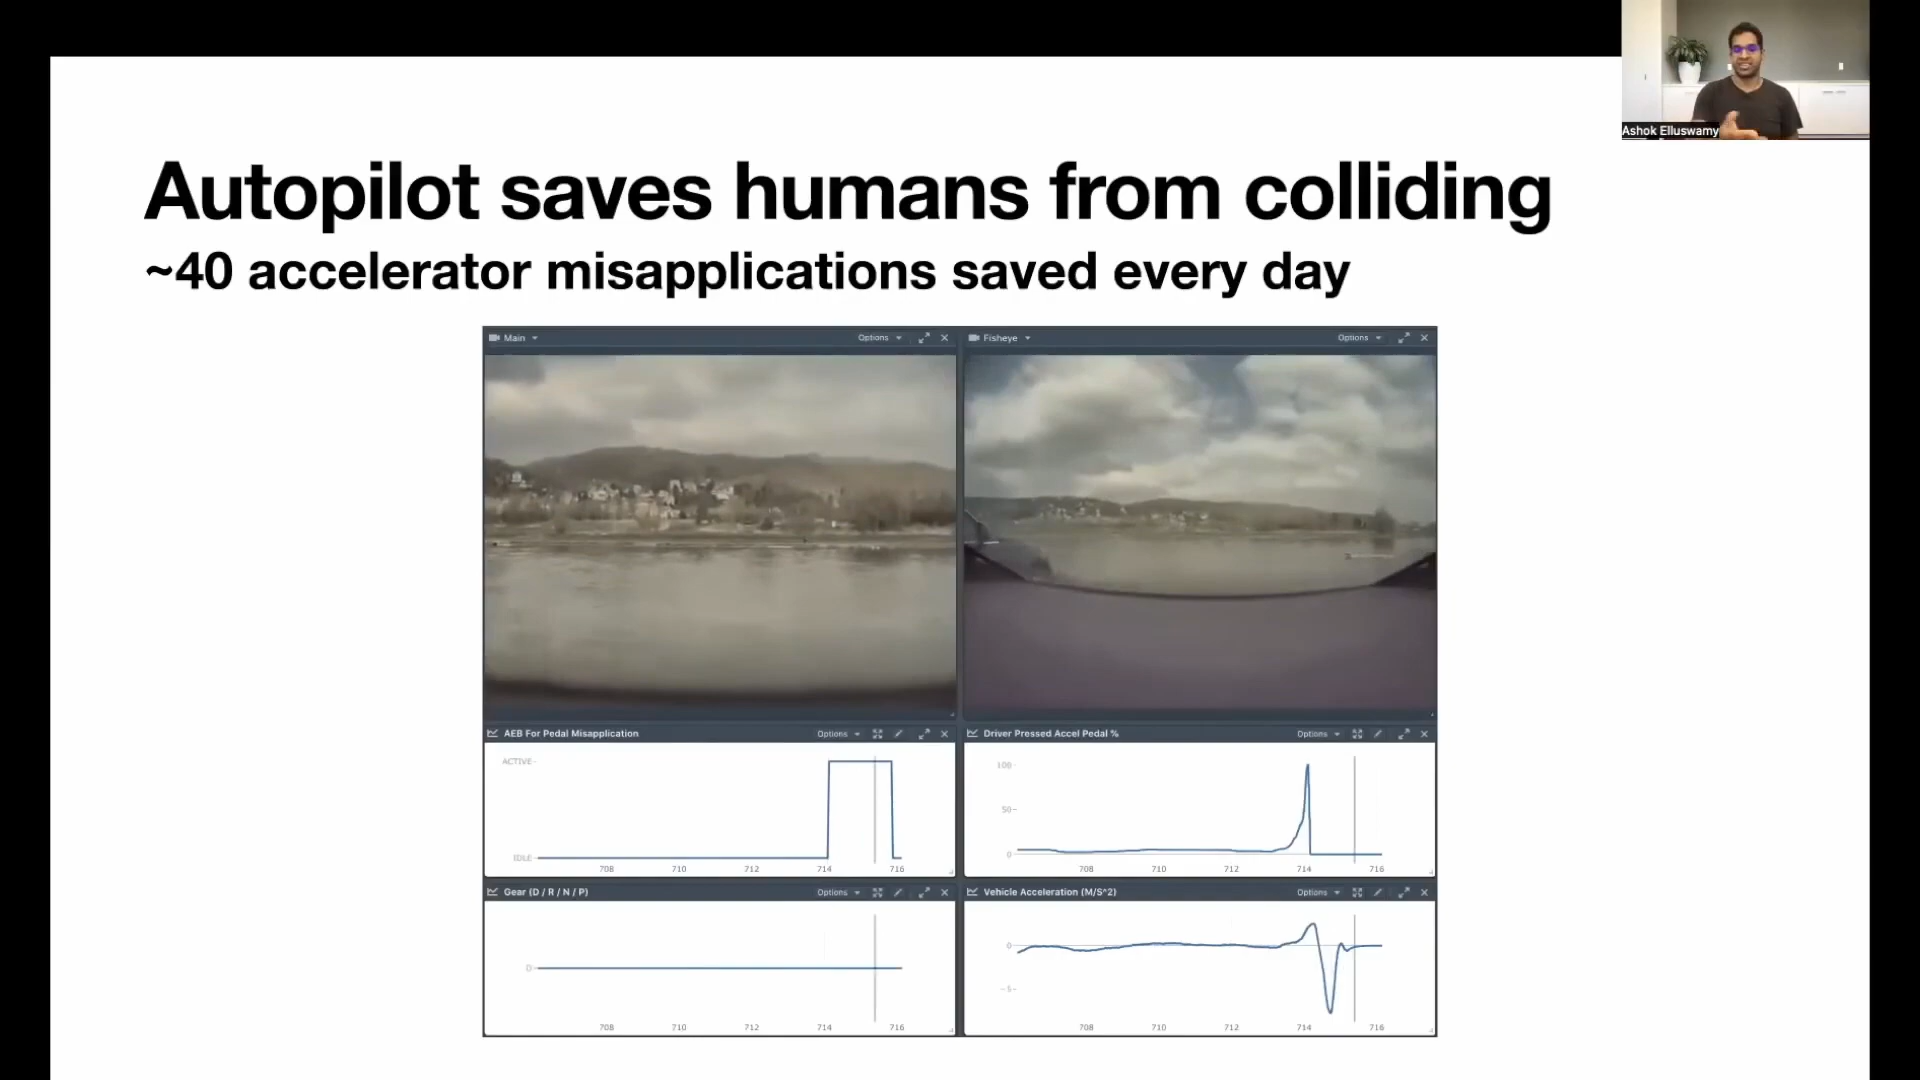 Ashok Elluswamy
Autopilot saves humans from colliding
~40 accelerator misapplications saved every day
Main
Options
Fisheye
Options
AEB For Pedal Misapplication
Options
ACTIVE
IDLE
708 710 712 714 716
Driver Pressed Accel Pedal %
Options
100
50
0
708 710 712 714 716
Gear (D / R / N / P)
Options
D
708 710 712 714 716
Vehicle Acceleration (M/S^2)
Options
0
-5
708 710 712 714 716